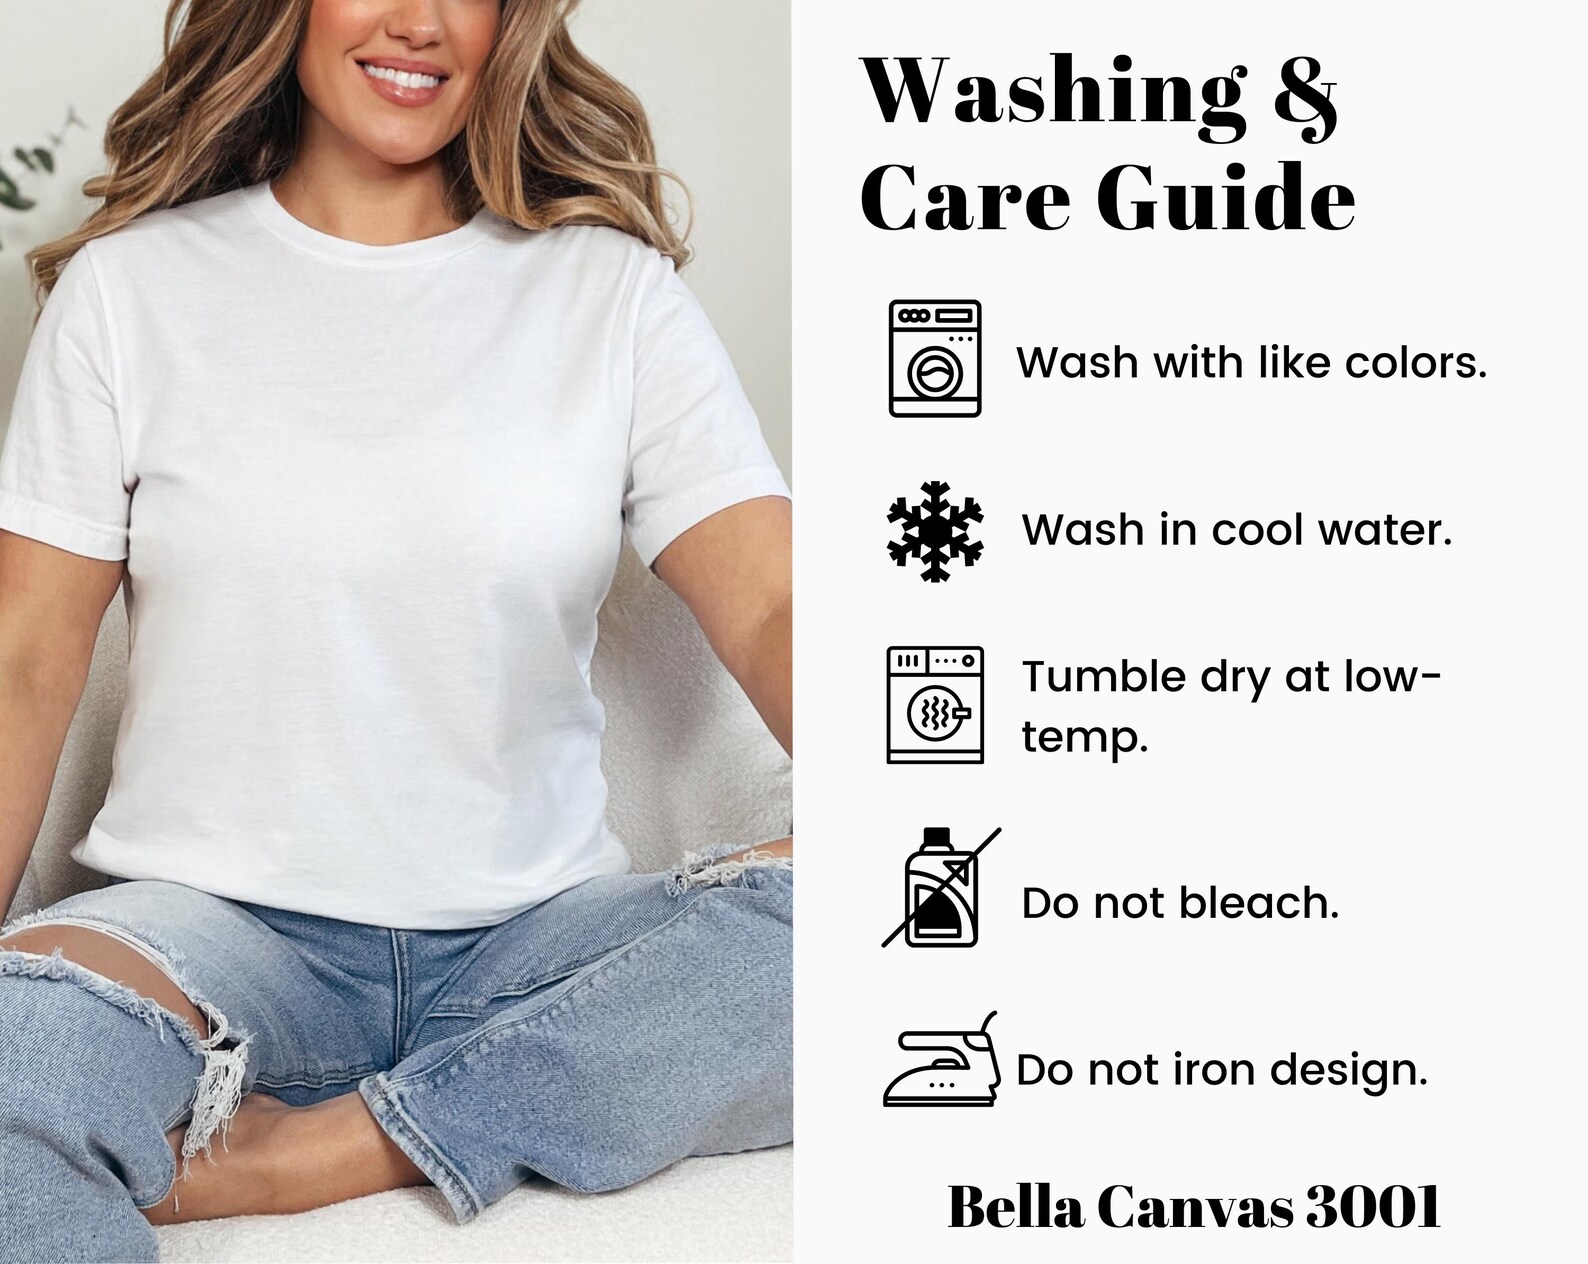 Washing &
Care Guide
Wash with like colors.
Wash in cool water.
Tumble dry at low-
temp.
Do not bleach.
Do not iron design.
Bella Canvas 3001